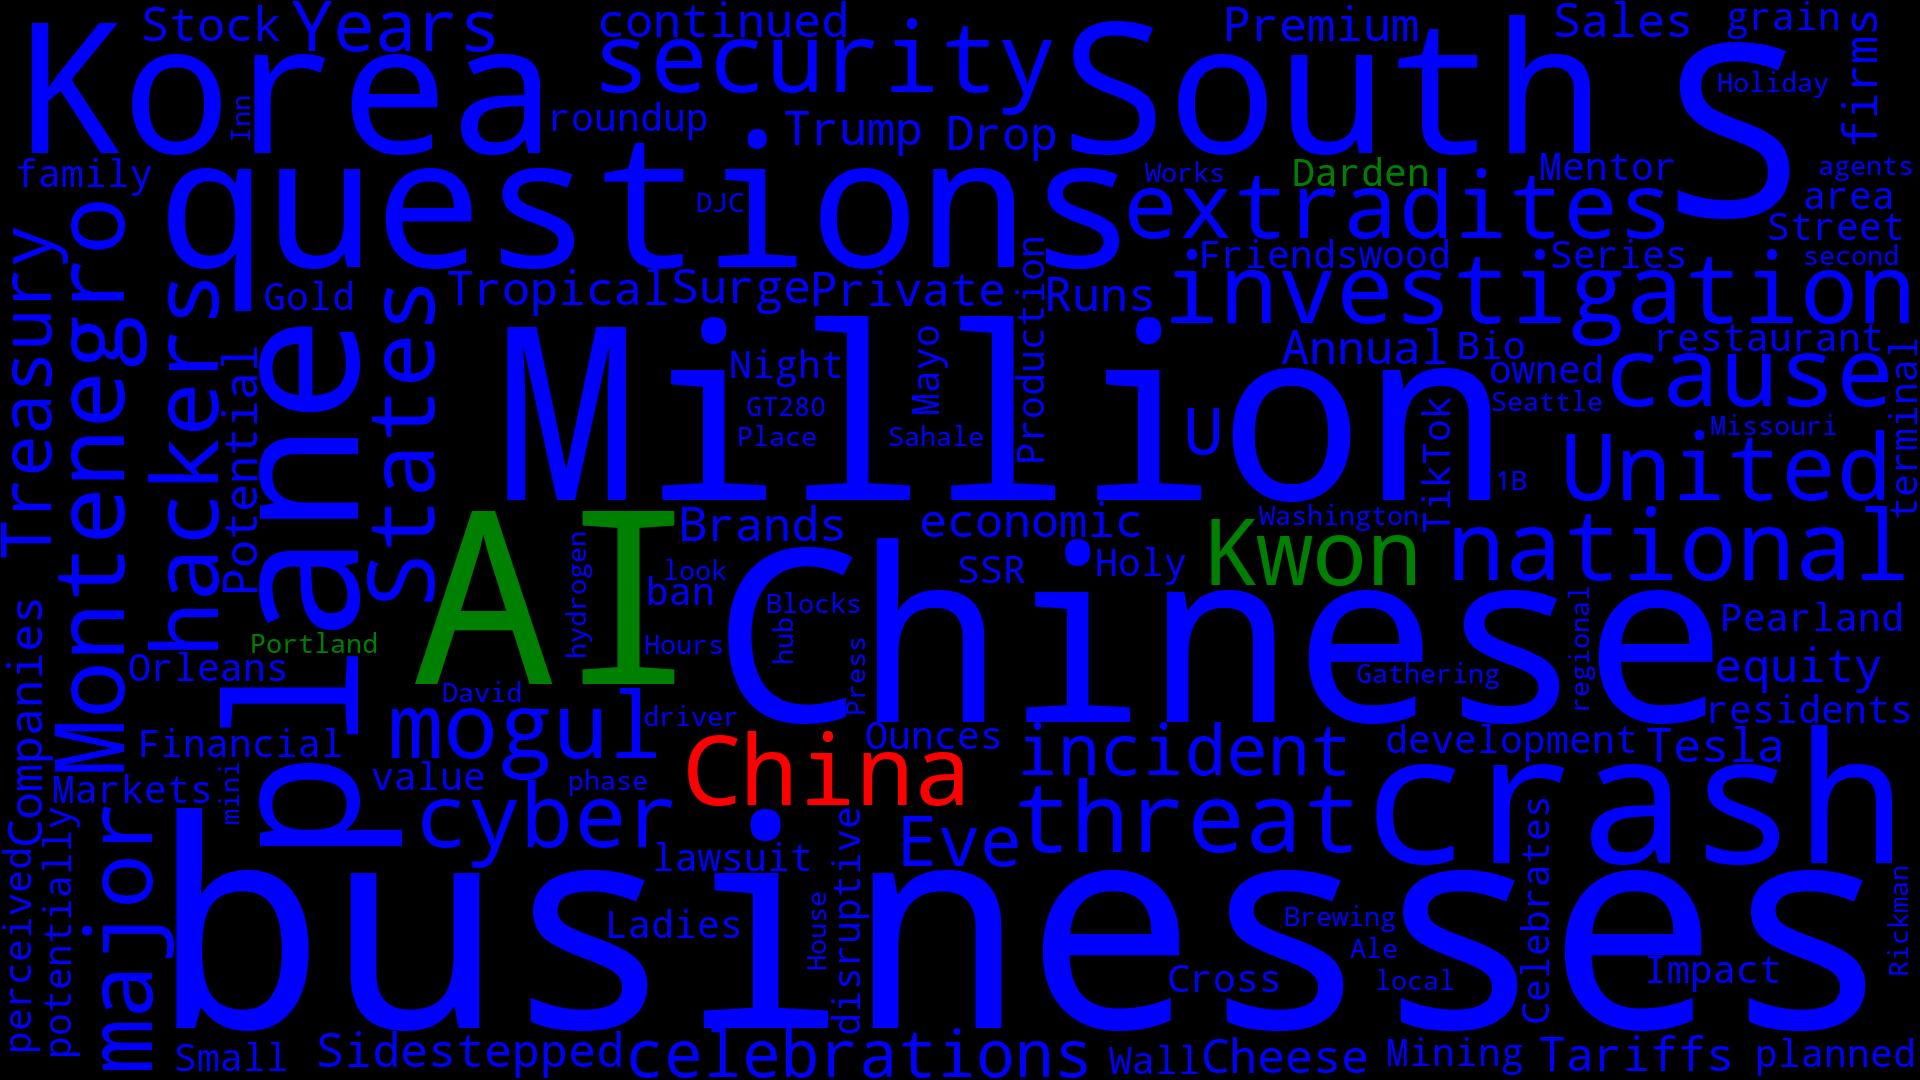 Stock
Years
continued
Premium
Sales
grain
firms
Korea
security
South
S
Holiday
Inn
roundup
Trump
Drop
family
questions
DJC
Works
Darden
Mentor
agents
extradites
area
Street
Friendswood
Series
second
Treasury
Montenegro
hackers
Gold
States
Tropical
Surge
Private
Production
Runs
investigation
Potential
plane
Million
Night
Mayo
Annual
Bio
restaurant
owned
cause
terminal
GT280
Place
Sahale
U
Seattle
TikTok
Missouri
United
1B
AI
Brands
economic
Washington
Kwon
national
hydrogen
look
ban
SSR
Holy
Chinese
Blocks
hub
Hours
Press
regional
Pearland
Portland
Orleans
Gathering
equity
David
mogul
driver
residents
Companies
Financial
China
Ounces
incident
development
Tesla
Markets
mini
value
phase
cyber
threat
crash
perceived
potentially
major
businesses
lawsuit
disruptive
Eve
Celebrates
Ladies
House
Brewing
Ale
local
Cross
Impact
Rickman
Small
Sidestepped
celebrations
Wall
Cheese
Mining
Tariffs
planned